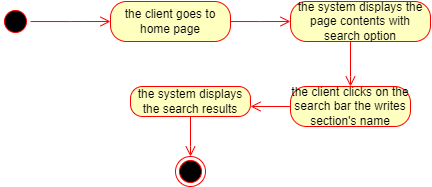 the client goes to
home page
the system displays the
page contents with
search option
the client clicks on the
search bar the writes
section's name
the system displays
the search results